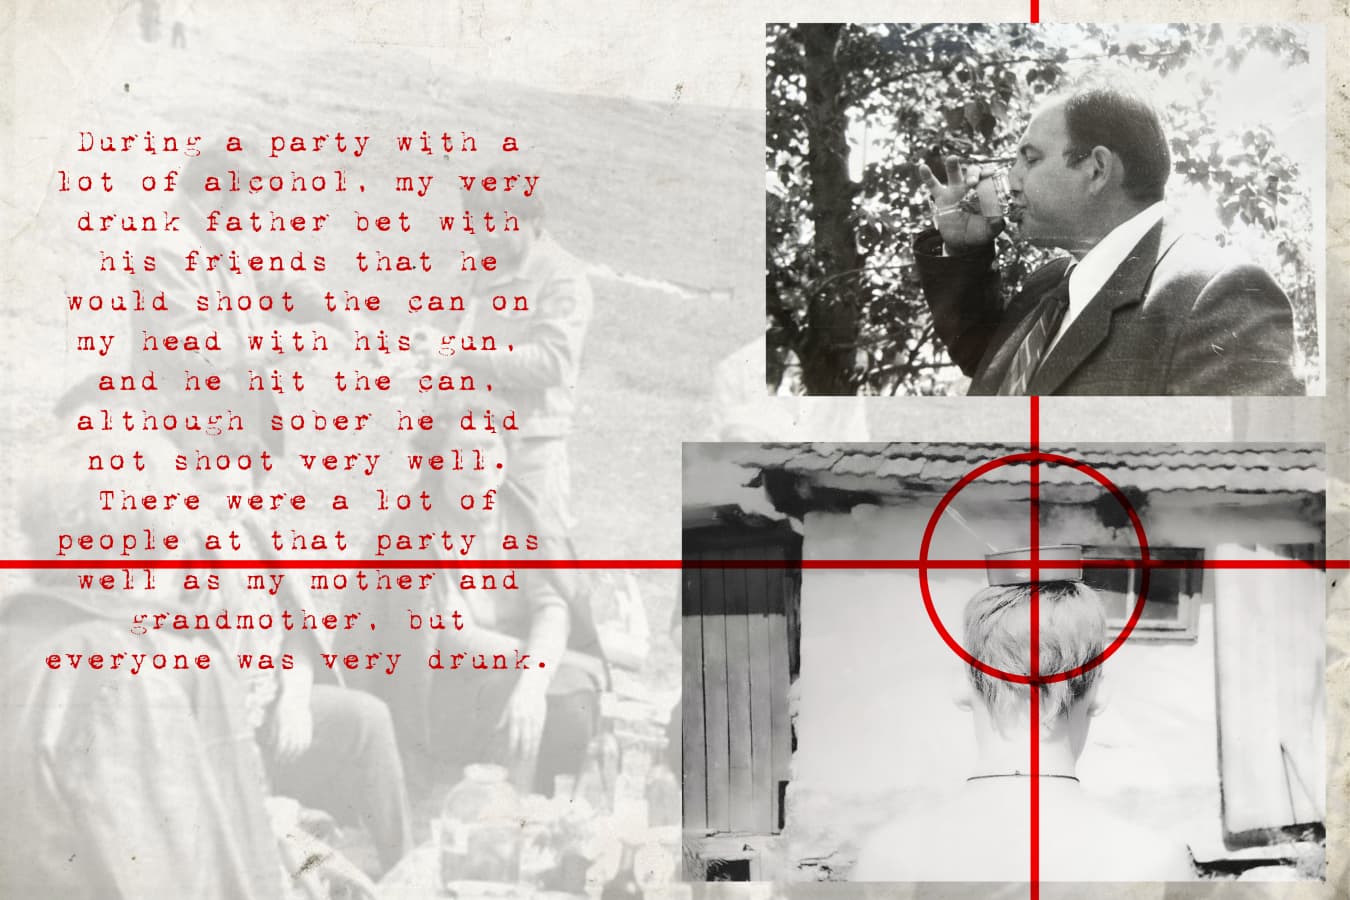 During a party with a
lot of alcohol, my very
drunk father bet with
his friends that he
would shoot the can on
my head with his gun,
and he hit the can,
although sober he did
not shoot very well.
There were a lot of
people at that party as
well as my mother and
grandmother, but
everyone was very drunk.